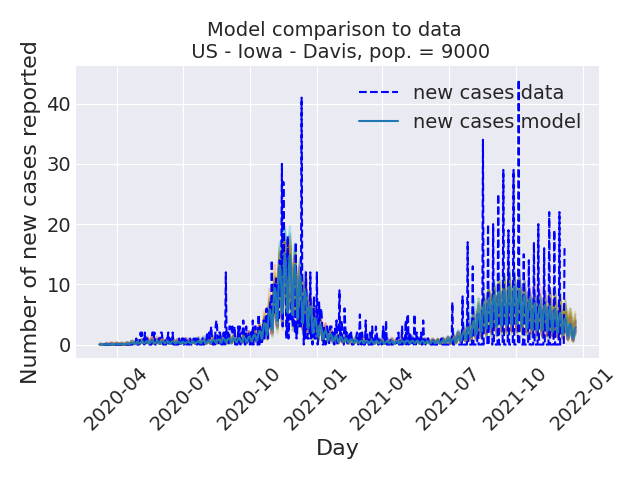 Model comparison to data
US - Iowa - Davis, pop. = 9000
Number of new cases reported
40
30
20
10
0
new cases data
new cases model
2020-04
2020-07
2020-10
2021-01
2021-04
2021-07
2021-10
2022-01
Day